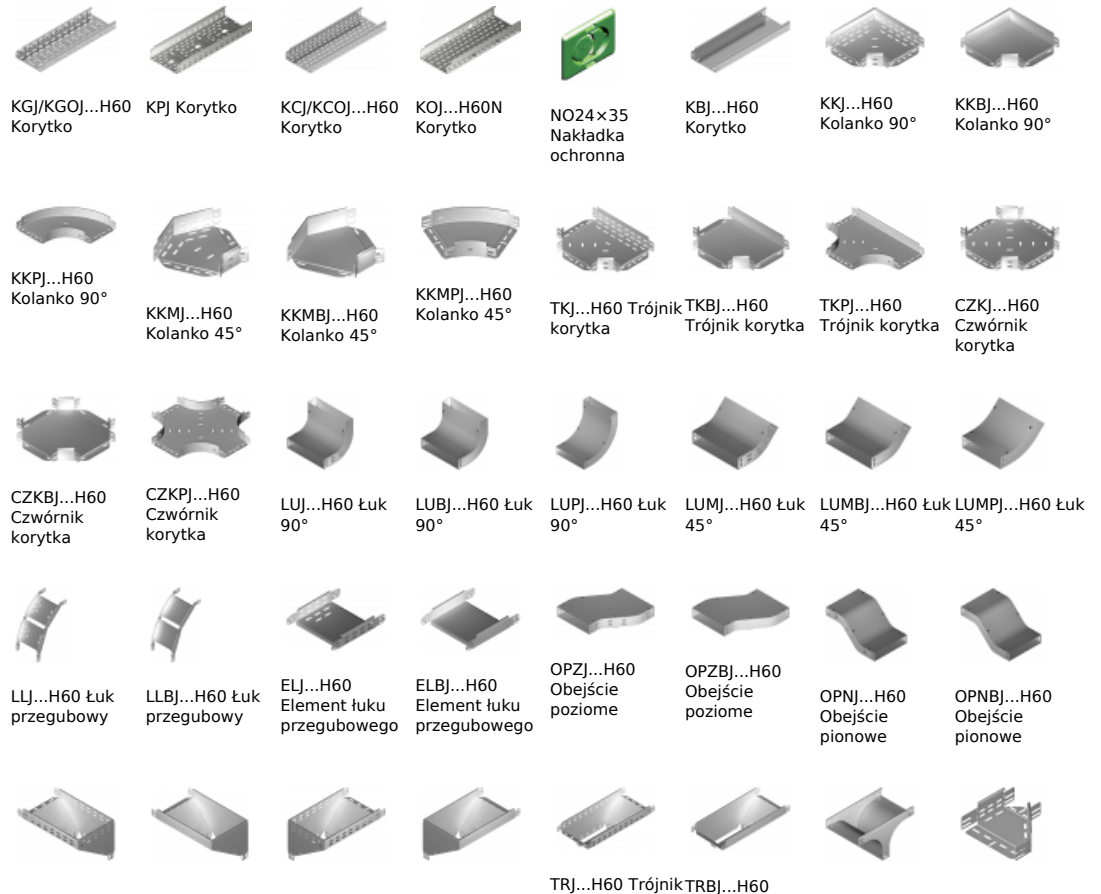 KGJ/KGOJ...H60
Korytko
KPJ Korytko
KCJ/KCOJ...H60
Korytko
KOJ...H60N
Korytko
NO24×35
Nakładka
ochronna
KBJ...H60
Korytko
KKJ...H60
Kolanko 90°
KKBJ...H60
Kolanko 90°
KKPJ...H60
Kolanko 90°
KKMJ...H60
Kolanko 45°
KKMBJ...H60
Kolanko 45°
KKMPJ...H60
Kolanko 45°
TKJ...H60 Trójnik
korytka
TKBJ...H60
Trójnik korytka
TKPJ...H60
Trójnik korytka
CZKJ...H60
Czwórnik
korytka
CZKBJ...H60
Czwórnik
korytka
CZKPJ...H60
Czwórnik
korytka
LUJ...H60 Łuk
90°
LUBJ...H60 Łuk
90°
LUPJ...H60 Łuk
90°
LUMJ...H60 Łuk
45°
LUMBJ...H60 Łuk
45°
LUMPJ...H60 Łuk
45°
LLJ...H60 Łuk
przegubowy
LLBJ...H60 Łuk
przegubowy
ELJ...H60
Element łuku
przegubowego
ELBJ...H60
Element łuku
przegubowego
OPZJ...H60
Obejście
poziome
OPZBJ...H60
Obejście
poziome
OPNJ...H60
Obejście
pionowe
OPNBJ...H60
Obejście
pionowe
TRJ...H60 Trójnik
TRBJ...H60